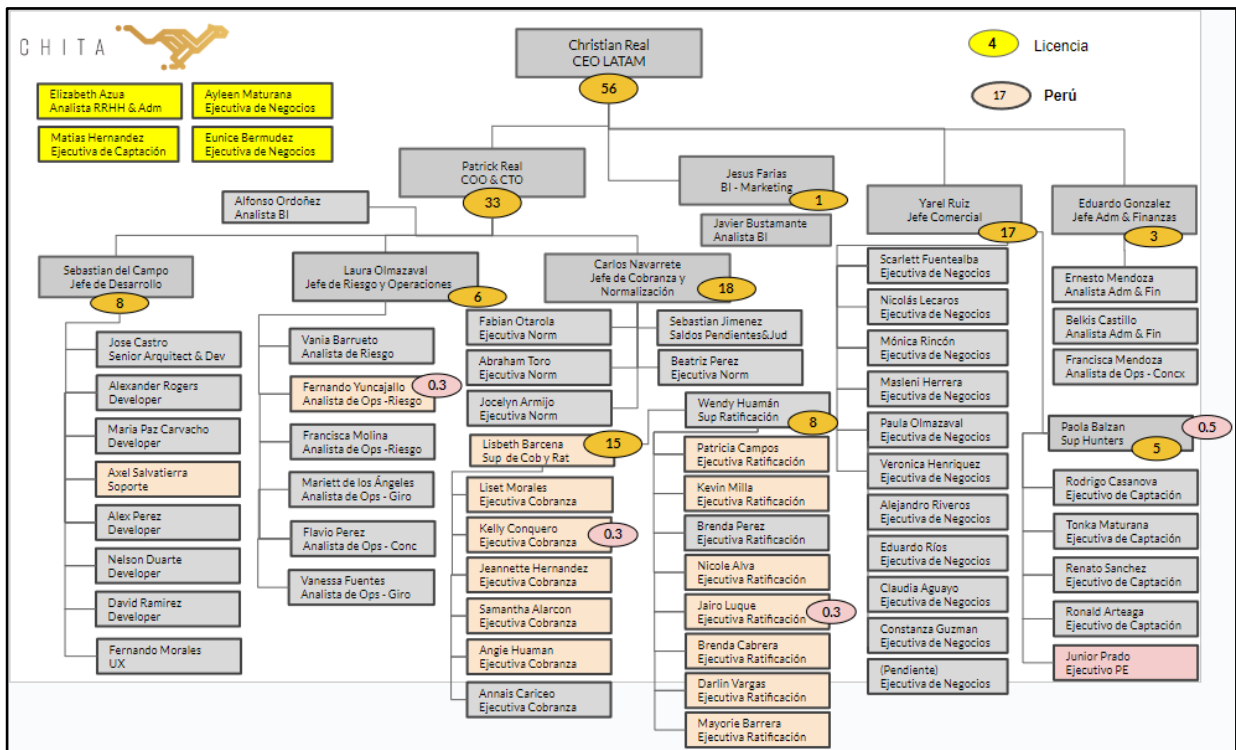 CHITA
Christian Real
CEO LATAM
56
4
Licencia
17
Perú
Elizabeth Azua
Analista RRHH & Adm
Ayleen Maturana
Ejecutiva de Negocios
Matias Hernandez
Ejecutiva de Captación
Eunice Bermudez
Ejecutiva de Negocios
Patrick Real
COO & CTO
33
Jesus Farias
BI - Marketing
1
Yarel Ruiz
Jefe Comercial
17
Eduardo Gonzalez
Jefe Adm & Finanzas
3
Alfonso Ordoñez
Analista BI
Javier Bustamante
Analista BI
Sebastian del Campo
Jefe de Desarrollo
8
Laura Olmazaval
Jefe de Riesgo y Operaciones
6
Carlos Navarrete
Jefe de Cobranza y
Normalización
18
Jose Castro
Senior Arquitect & Dev
Alexander Rogers
Developer
Maria Paz Carvacho
Developer
Axel Salvatierra
Soporte
Alex Perez
Developer
Nelson Duarte
Developer
David Ramirez
Developer
Fernando Morales
UX
Vania Barrueto
Analista de Riesgo
Fernando Yuncajallo
Analista de Ops -Riesgo
0.3
Francisca Molina
Analista de Ops -Riesgo
Mariett de los Ángeles
Analista de Ops - Giro
Flavio Perez
Analista de Ops - Conc
Vanessa Fuentes
Analista de Ops - Giro
Fabian Otarola
Ejecutiva Norm
Abraham Toro
Ejecutiva Norm
Jocelyn Armijo
Ejecutiva Norm
Sebastian Jimenez
Saldos Pendientes&Jud
Beatriz Perez
Ejecutiva Norm
Lisbeth Barcena
Sup de Cob y Rat
15
Liset Morales
Ejecutiva Cobranza
Kelly Conquero
Ejecutiva Cobranza
0.3
Jeannette Hernandez
Ejecutiva Cobranza
Samantha Alarcon
Ejecutiva Cobranza
Angie Huaman
Ejecutiva Cobranza
Annais Cariceo
Ejecutiva Cobranza
Wendy Huamán
Sup Ratificación
8
Patricia Campos
Ejecutiva Ratificación
Kevin Milla
Ejecutiva Ratificación
Brenda Perez
Ejecutiva Ratificación
Nicole Alva
Ejecutiva Ratificación
Jairo Luque
Ejecutiva Ratificación
0.3
Brenda Cabrera
Ejecutiva Ratificación
Darlin Vargas
Ejecutiva Ratificación
Mayorie Barrera
Ejecutiva Ratificación
Scarlett Fuentealba
Ejecutiva de Negocios
Nicolás Lecaros
Ejecutiva de Negocios
Mónica Rincón
Ejecutiva de Negocios
Masleni Herrera
Ejecutiva de Negocios
Paula Olmazaval
Ejecutiva de Negocios
Veronica Henriquez
Ejecutiva de Negocios
Alejandro Riveros
Ejecutiva de Negocios
Eduardo Ríos
Ejecutiva de Negocios
Claudia Aguayo
Ejecutiva de Negocios
Constanza Guzman
Ejecutiva de Negocios
(Pendiente)
Ejecutiva de Negocios
Ernesto Mendoza
Analista Adm & Fin
Belkis Castillo
Analista Adm & Fin
Francisca Mendoza
Analista de Ops - Concx
Paola Balzan
Sup Hunters
0.5
5
Rodrigo Casanova
Ejecutiva de Captación
Tonka Maturana
Ejecutiva de Captación
Renato Sanchez
Ejecutivo de Captación
Ronald Arteaga
Ejecutivo de Captación
Junior Prado
Ejecutivo PE